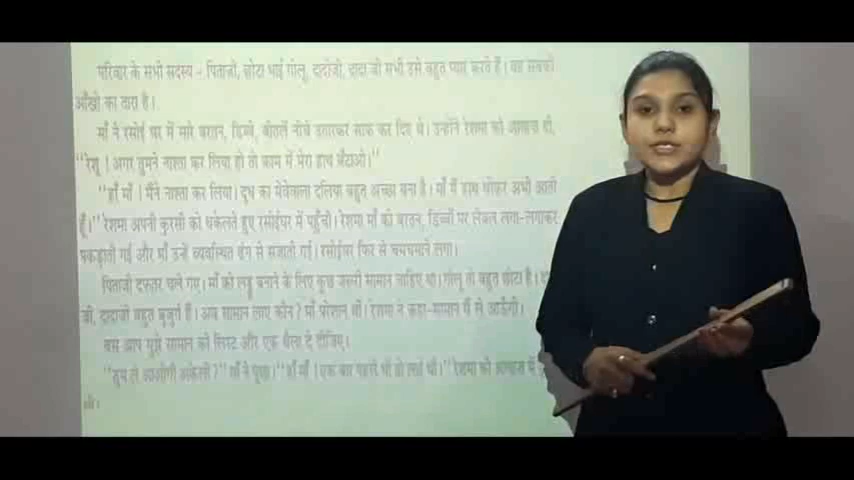 परिवार के सभी सदस्य - पिताजी, छोटा भाई गोलू, दादीजी, दादा जी सभी उसे बहुत प्यार करते हैं। वह सबकी
आँखों का तारा है।
माँ ने रसोई घर में सारे बरतन, डिब्बे, बोतलें नीचे उतारकर साफ कर दिए थे। उन्होंने रेशमा को आवाज दी,
"रेशू ! अगर तुमने नाश्ता कर लिया हो तो काम में मेरा हाथ बँटाओ।"
"हाँ माँ ! मैंने नाश्ता कर लिया। दूध का मेवेवाला दलिया बहुत अच्छा बना है। माँ मैं हाथ धोकर अभी आती
हूँ।" रेशमा अपनी कुरसी को धकेलते हुए रसोईघर में पहुँची। रेशमा माँ को बरतन, डिब्बों पर लेबल लगा-लगाकर
पकड़ाती गई और माँ उन्हें व्यवस्थित ढंग से सजाती गई। रसोईघर फिर से चमचमाने लगा।
पिताजी दफ्तर चले गए। माँ को लड्डू बनाने के लिए कुछ जरूरी सामान चाहिए था। गोलू तो बहुत छोटा है।
जी, दादाजी बहुत बुजुर्ग हैं। अब सामान लाए कौन ? माँ परेशान थी। रेशमा ने कहा-सामान मैं ले आऊँगी।
बस आप मुझे सामान की लिस्ट और एक थैला दे दीजिए।
"तुम ले आओगी अकेली ?" माँ ने पूछा। "हाँ माँ ! एक बार पहले भी तो लाई थी।" रेशमा की आवाज में
थी।